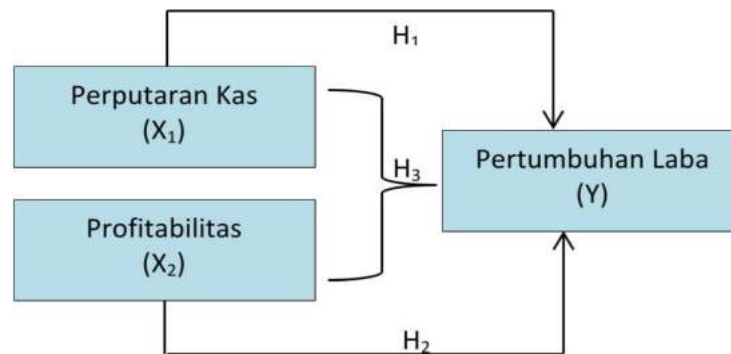 H₁
Perputaran Kas
(X₁)
H₃
Pertumbuhan Laba
(Y)
Profitabilitas
(X₂)
H₂